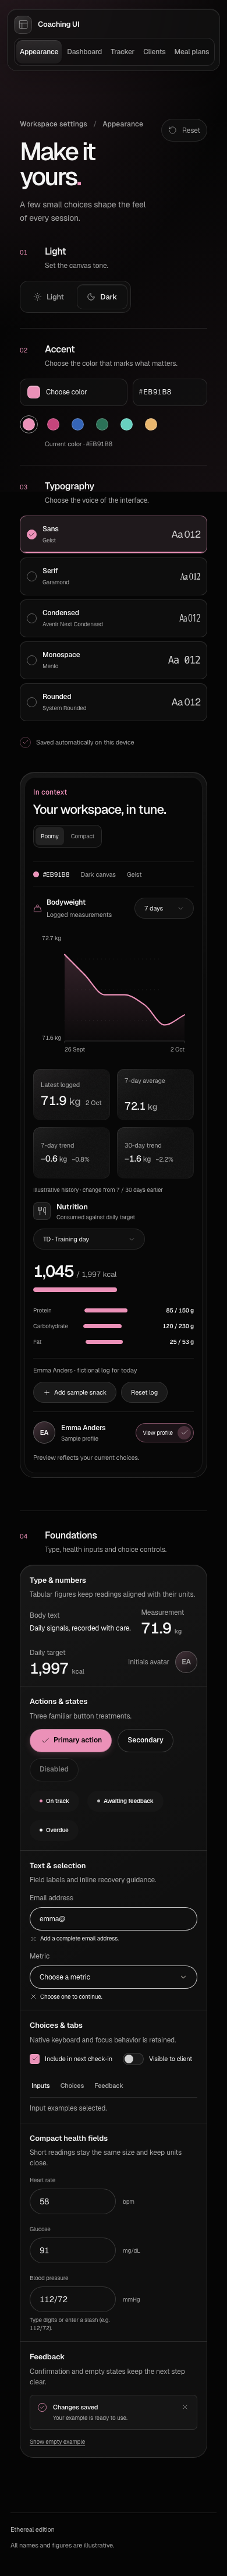 Coaching UI
Appearance Dashboard Tracker Clients Meal plans
Workspace settings / Appearance
Reset
Make it
yours.
A few small choices shape the feel
of every session.
01 Light
Set the canvas tone.
Light Dark
02 Accent
Choose the color that marks what matters.
Choose color #EB91B8
Current color · #EB91B8
03 Typography
Choose the voice of the interface.
Sans
Geist
Aa 012
Serif
Garamond
Aa 012
Condensed
Avenir Next Condensed
Aa 012
Monospace
Menlo
Aa 012
Rounded
System Rounded
Aa 012
Saved automatically on this device
In context
Your workspace, in tune.
Roomy Compact
#EB91B8 Dark canvas Geist
Bodyweight
Logged measurements
7 days
72.7 kg
71.6 kg
26 Sept 2 Oct
Latest logged
71.9 kg 2 Oct
7-day average
72.1 kg
7-day trend
−0.6 kg −0.8%
30-day trend
−1.6 kg −2.2%
Illustrative history · change from 7 / 30 days earlier
Nutrition
Consumed against daily target
TD · Training day
1,045 / 1,997 kcal
Protein 85 / 150 g
Carbohydrate 120 / 230 g
Fat 25 / 53 g
Emma Anders · fictional log for today
Add sample snack Reset log
EA
Emma Anders
Sample profile
View profile
Preview reflects your current choices.
04 Foundations
Type, health inputs and choice controls.
Type & numbers
Tabular figures keep readings aligned with their units.
Body text
Daily signals, recorded with care.
Measurement
71.9 kg
Daily target
1,997 kcal
Initials avatar EA
Actions & states
Three familiar button treatments.
Primary action Secondary
Disabled
On track Awaiting feedback
Overdue
Text & selection
Field labels and inline recovery guidance.
Email address
emma@
Add a complete email address.
Metric
Choose a metric
Choose one to continue.
Choices & tabs
Native keyboard and focus behavior is retained.
Include in next check-in Visible to client
Inputs Choices Feedback
Input examples selected.
Compact health fields
Short readings stay the same size and keep units
close.
Heart rate
58 bpm
Glucose
91 mg/dL
Blood pressure
112/72 mmHg
Type digits or enter a slash (e.g.
112/72).
Feedback
Confirmation and empty states keep the next step
clear.
Changes saved
Your example is ready to use.
Show empty example
Ethereal edition
All names and figures are illustrative.